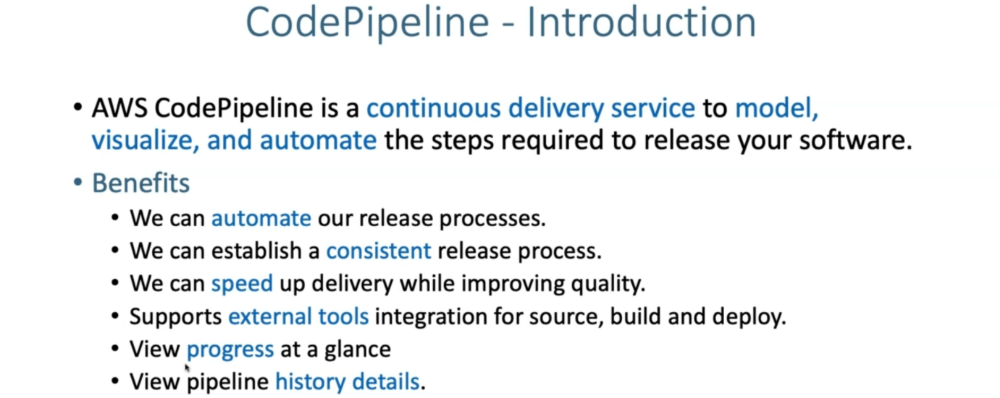 CodePipeline - Introduction
• AWS CodePipeline is a continuous delivery service to model,
visualize, and automate the steps required to release your software.
• Benefits
• We can automate our release processes.
• We can establish a consistent release process.
• We can speed up delivery while improving quality.
• Supports external tools integration for source, build and deploy.
• View progress at a glance
• View pipeline history details.